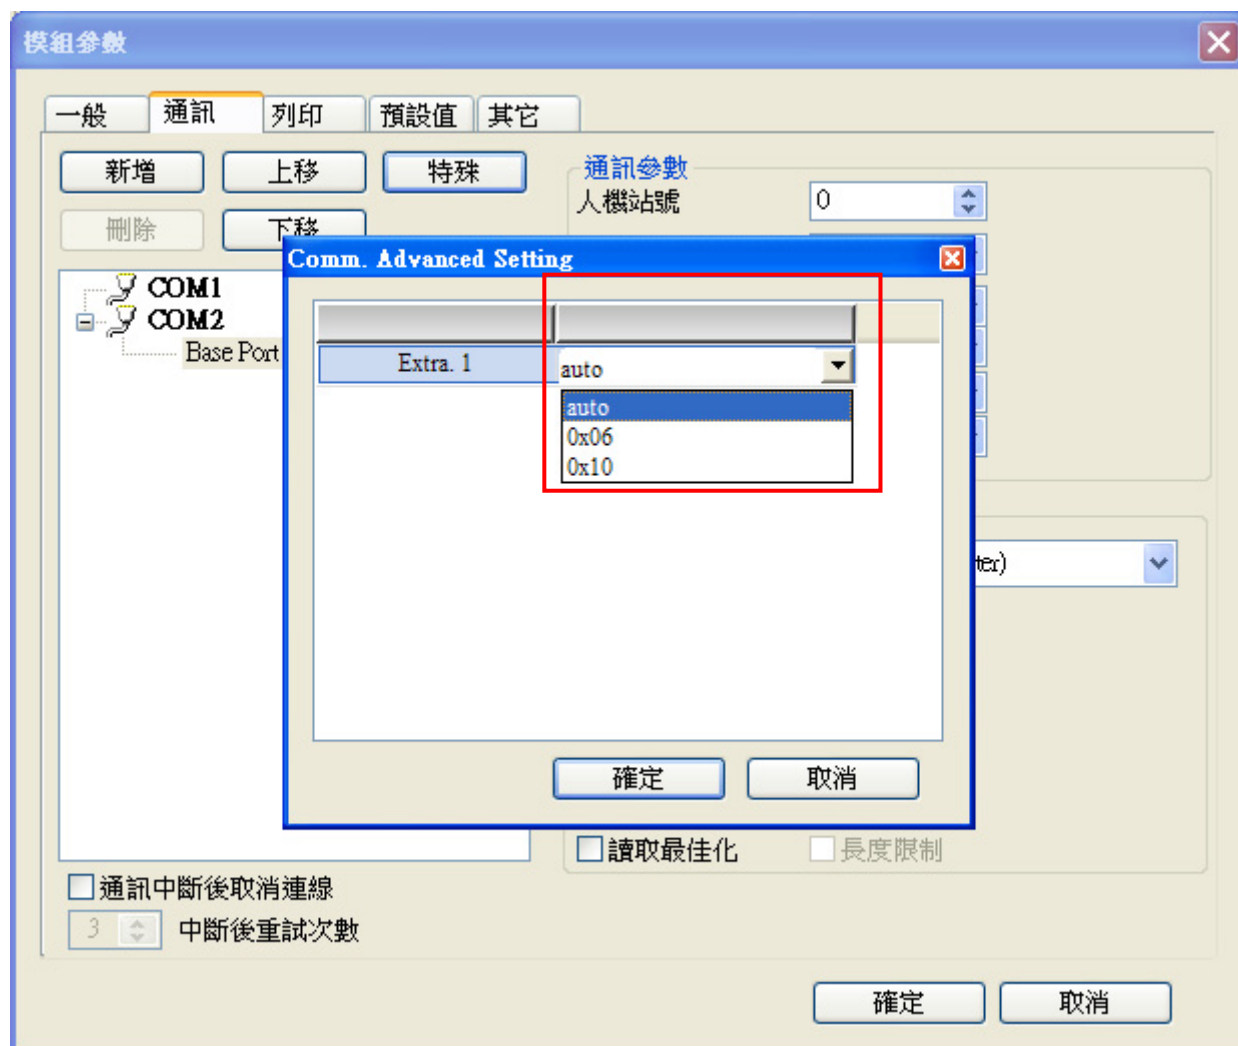 模組參數
一般 通訊 列印 預設值 其它
新增 上移 特殊
刪除 下移
通訊參數
人機站號 0
COM1
COM2
Base Port
Comm. Advanced Setting
Extra. 1 auto
auto
0x06
0x10
確定 取消
讀取最佳化 長度限制
通訊中斷後取消連線
3 中斷後重試次數
確定 取消